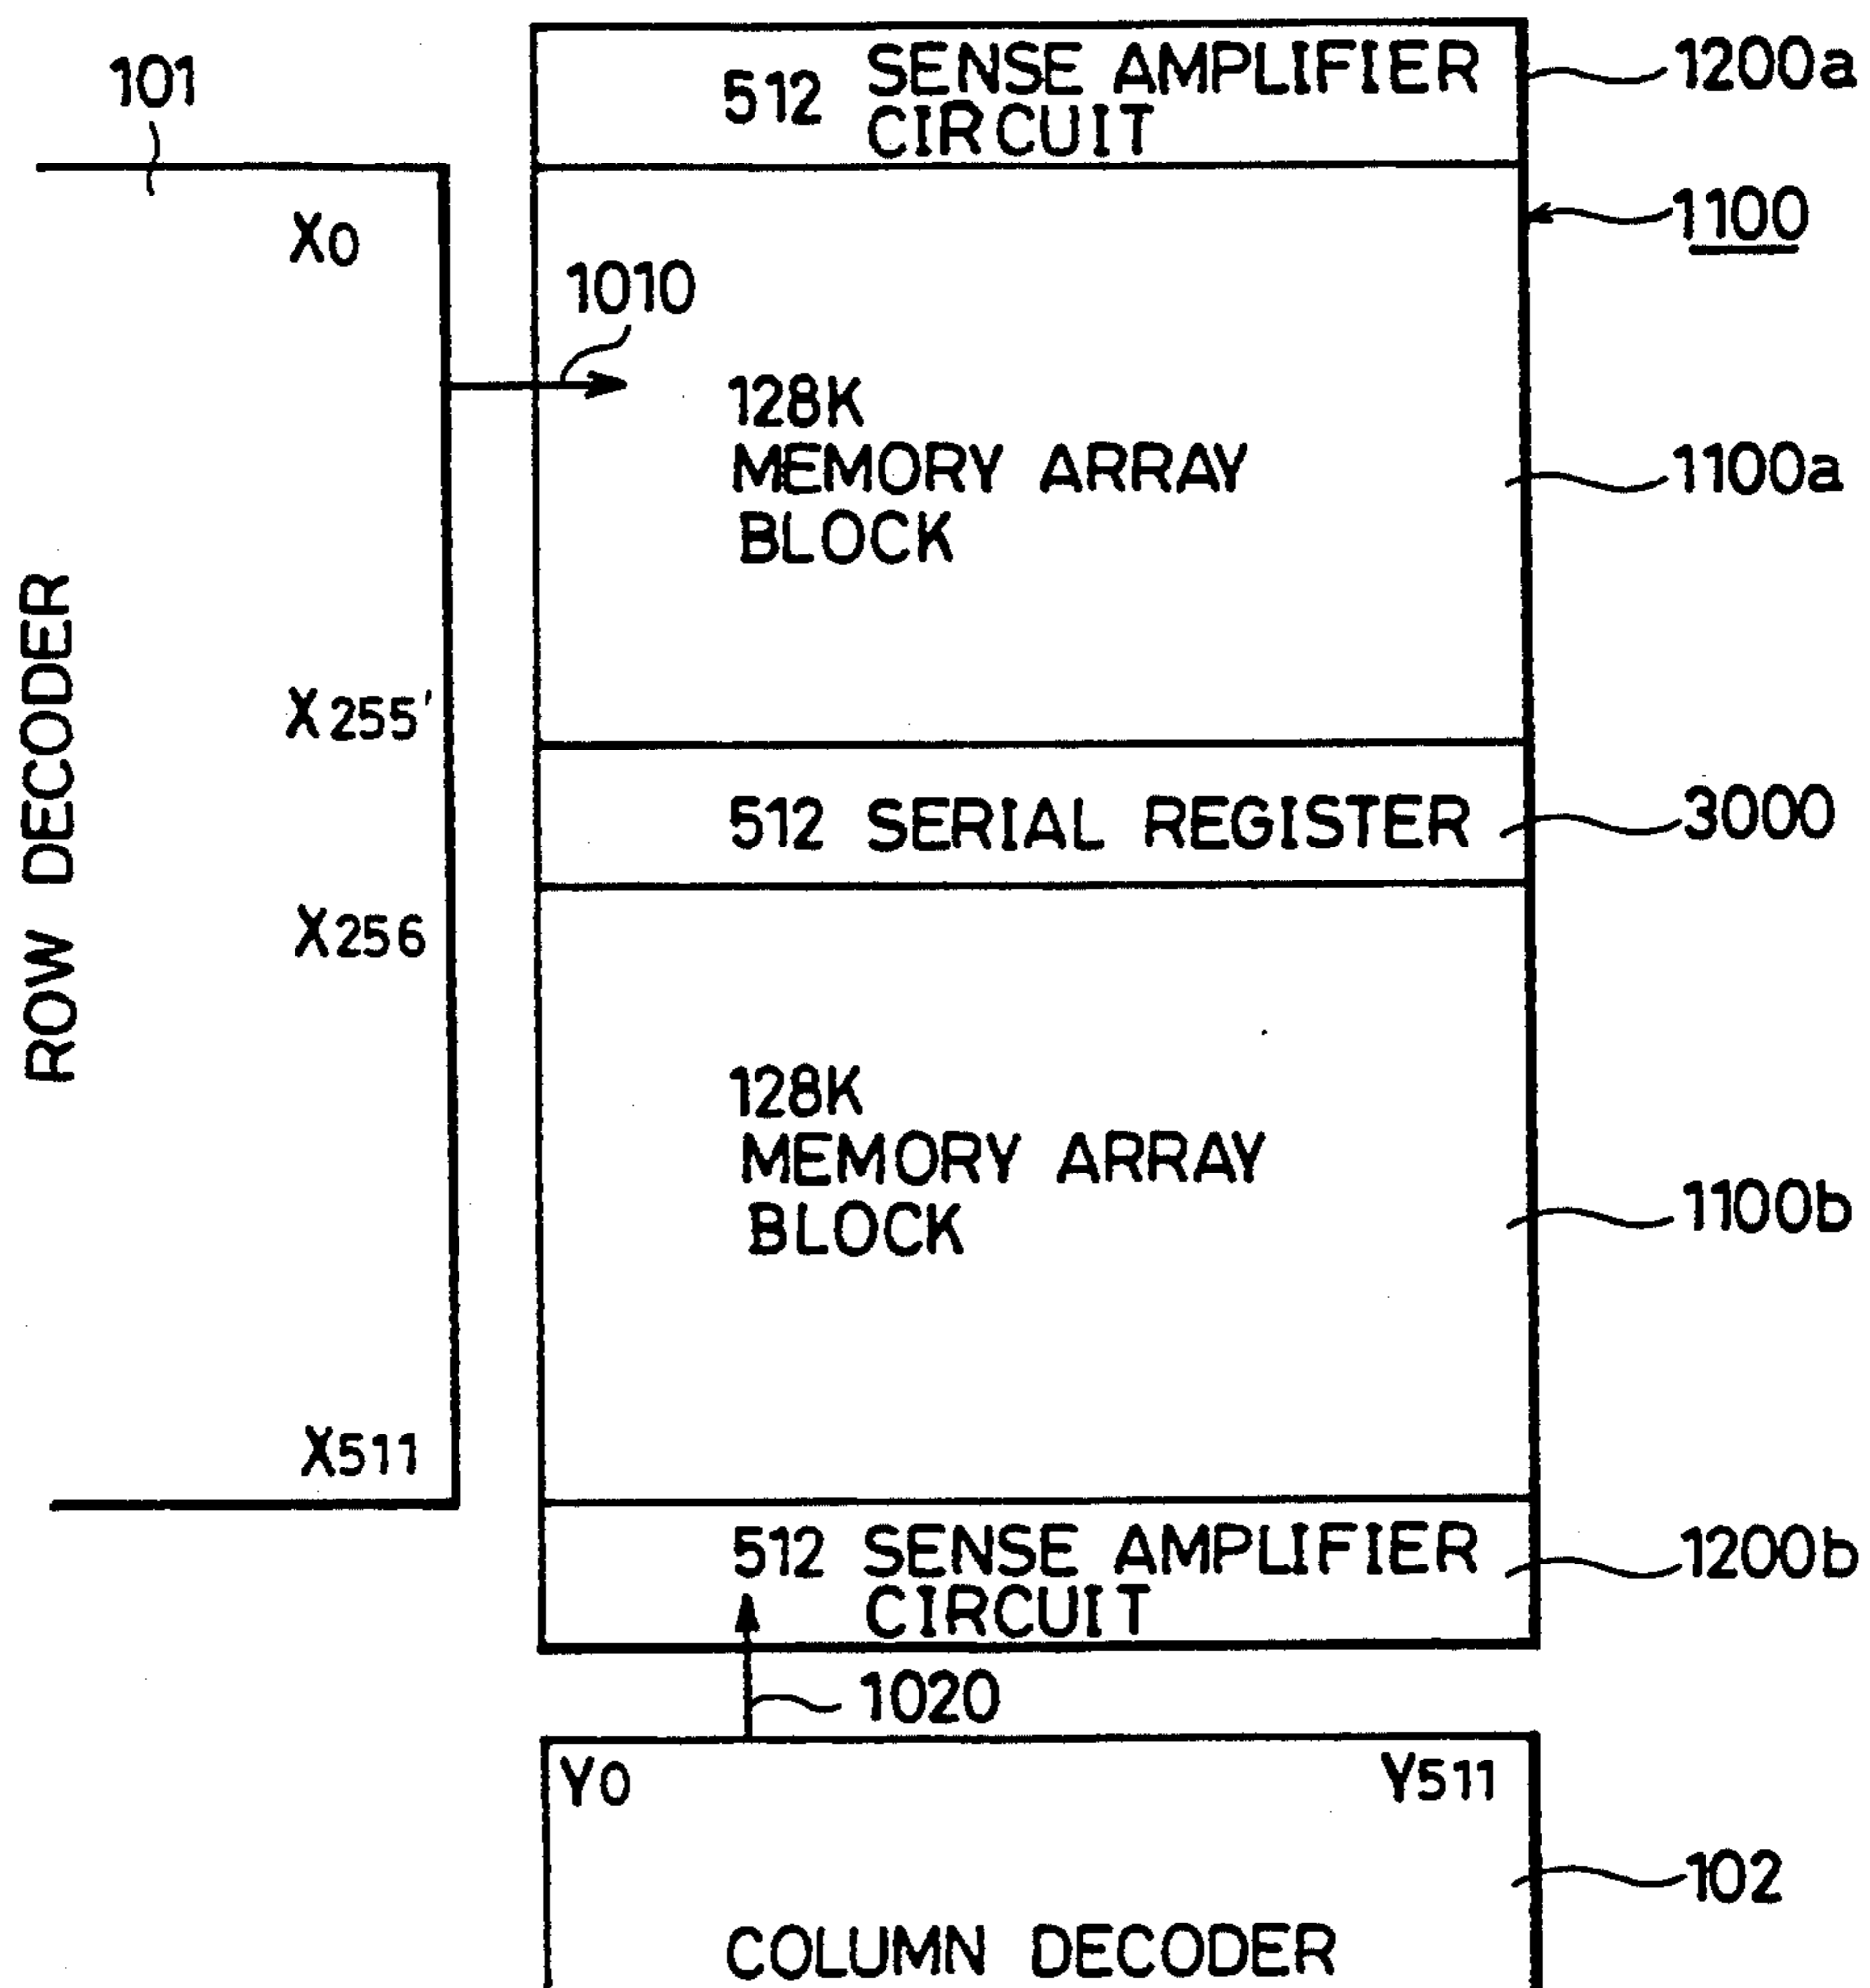 512 SENSE AMPLIFIER
CIRCUIT
1200a
101
1100
X0
1010
128K
MEMORY ARRAY
BLOCK
1100a
ROW DECODER
X255'
512 SERIAL REGISTER
3000
X256
128K
MEMORY ARRAY
BLOCK
1100b
X511
512 SENSE AMPLIFIER
CIRCUIT
1200b
1020
Y0
Y511
102
COLUMN DECODER